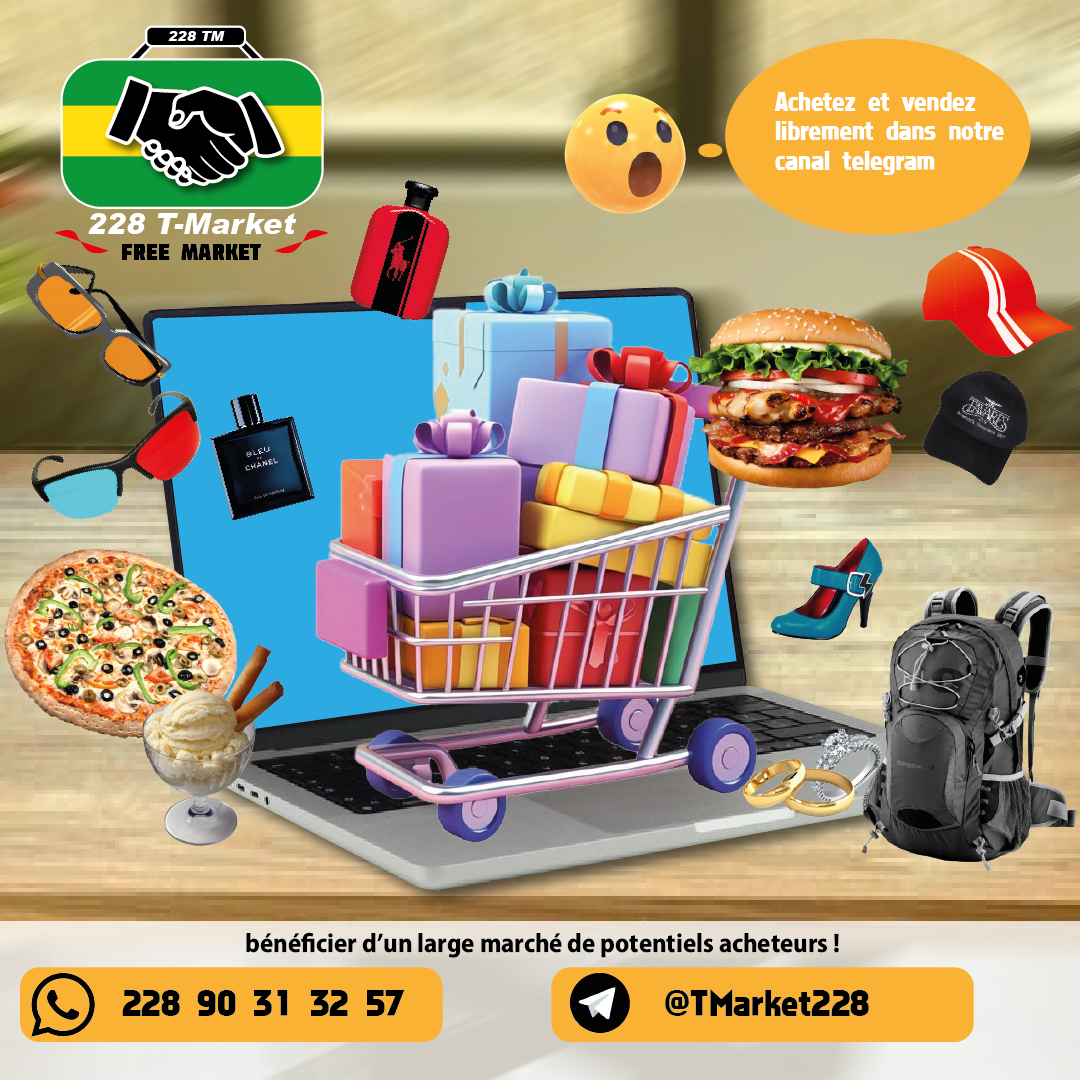 228 TM
228 T-Market
FREE MARKET
Achetez et vendez
librement dans notre
canal telegram
BLEU
DE
CHANEL
bénéficier d'un large marché de potentiels acheteurs !
228 90 31 32 57
@TMarket228